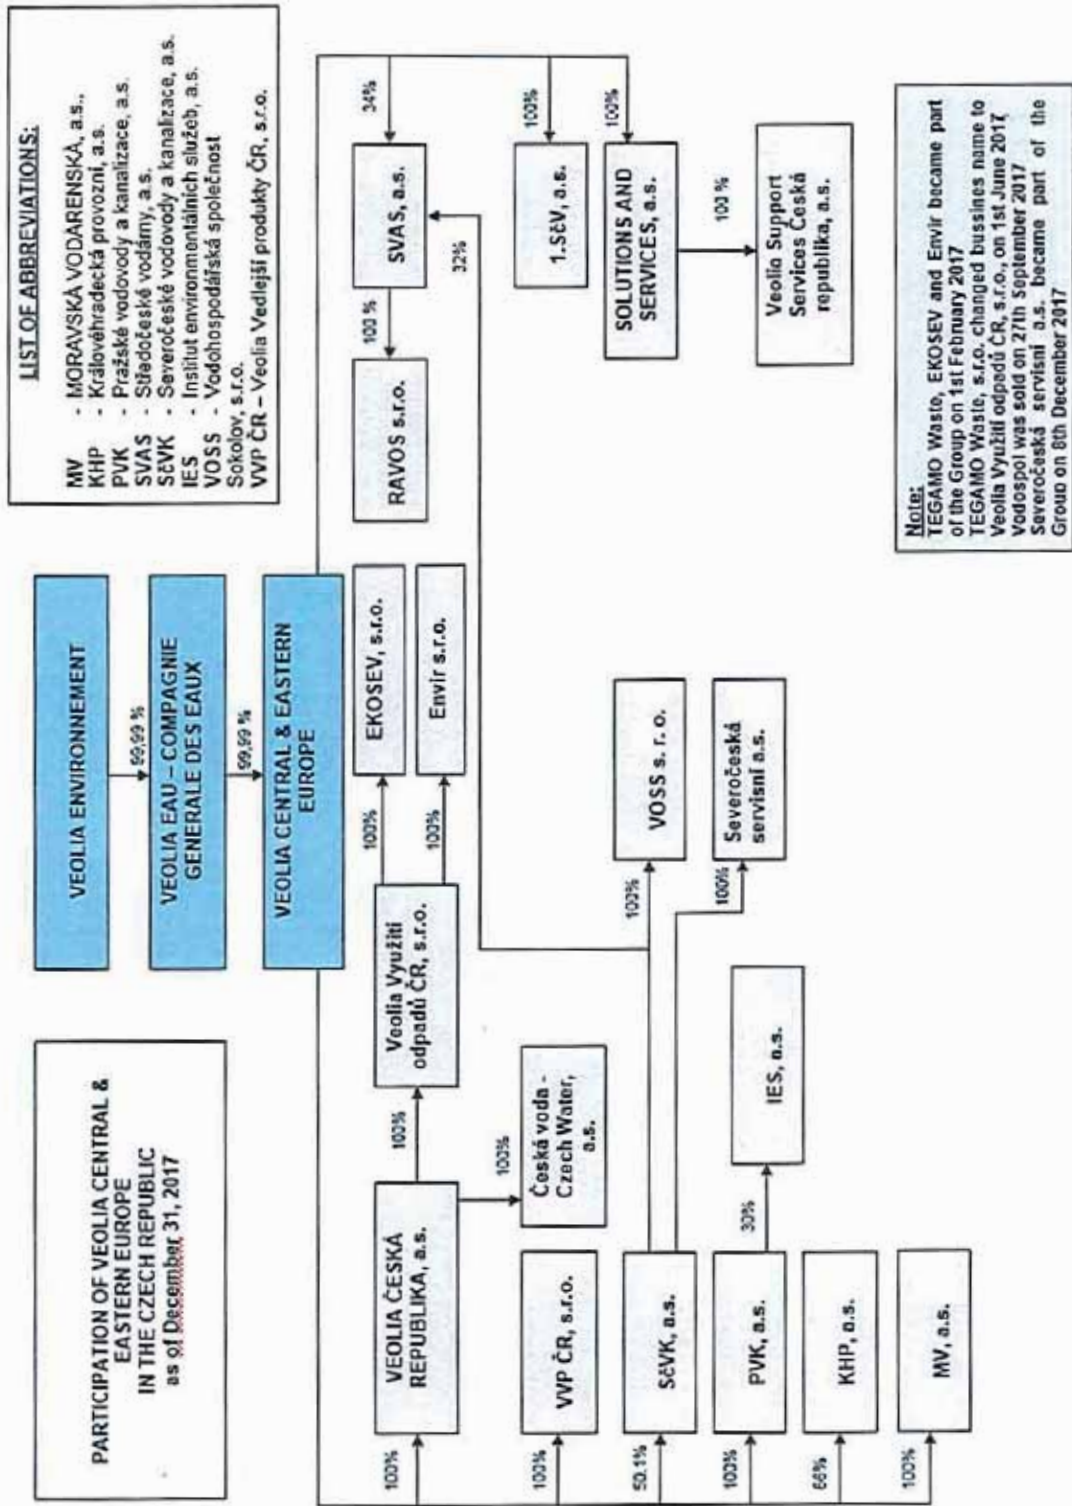 PARTICIPATION OF VEOLIA CENTRAL &
EASTERN EUROPE
IN THE CZECH REPUBLIC
as of December 31, 2017
VEOLIA ENVIRONNEMENT
99,99 %
VEOLIA EAU – COMPAGNIE
GENERALE DES EAUX
99,99 %
VEOLIA CENTRAL & EASTERN
EUROPE
LIST OF ABBREVIATIONS:
MV - MORAVSKÁ VODÁRENSKÁ, a.s.,
KHP - Královéhradecká provozní, a.s.
PVK - Pražské vodovody a kanalizace, a.s.
SVAS - Středočeské vodárny, a.s.
SčVK - Severočeské vodovody a kanalizace, a.s.
IES - Institut environmentálních služeb, a.s.
VOSS - Vodohospodářská společnost
Sokolov, s.r.o.
VVP ČR – Veolia Vedlejší produkty ČR, s.r.o.
100%
VEOLIA ČESKÁ
REPUBLIKA, a.s.
100%
Veolia Využití
odpadů ČR, s.r.o.
100%
EKOSEV, s.r.o.
100%
Envir s.r.o.
100%
Česká voda -
Czech Water,
a.s.
RAVOS s.r.o.
100 %
SVAS, a.s.
34%
32%
100%
VVP ČR, s.r.o.
100%
1.SčV, a.s.
50.1%
SčVK, a.s.
100%
VOSS s. r. o.
100%
Severočeská
servisní a.s.
100%
SOLUTIONS AND
SERVICES, a.s.
100 %
Veolia Support
Services Česká
republika, a.s.
100%
PVK, a.s.
30%
IES, a.s.
66%
KHP, a.s.
100%
MV, a.s.
Note:
TEGAMO Waste, EKOSEV and Envir became part
of the Group on 1st February 2017
TEGAMO Waste, s.r.o. changed business name to
Veolia Využití odpadů ČR, s.r.o., on 1st June 2017
Vodospol was sold on 27th September 2017
Severočeská servisní a.s. became part of the
Group on 8th December 2017